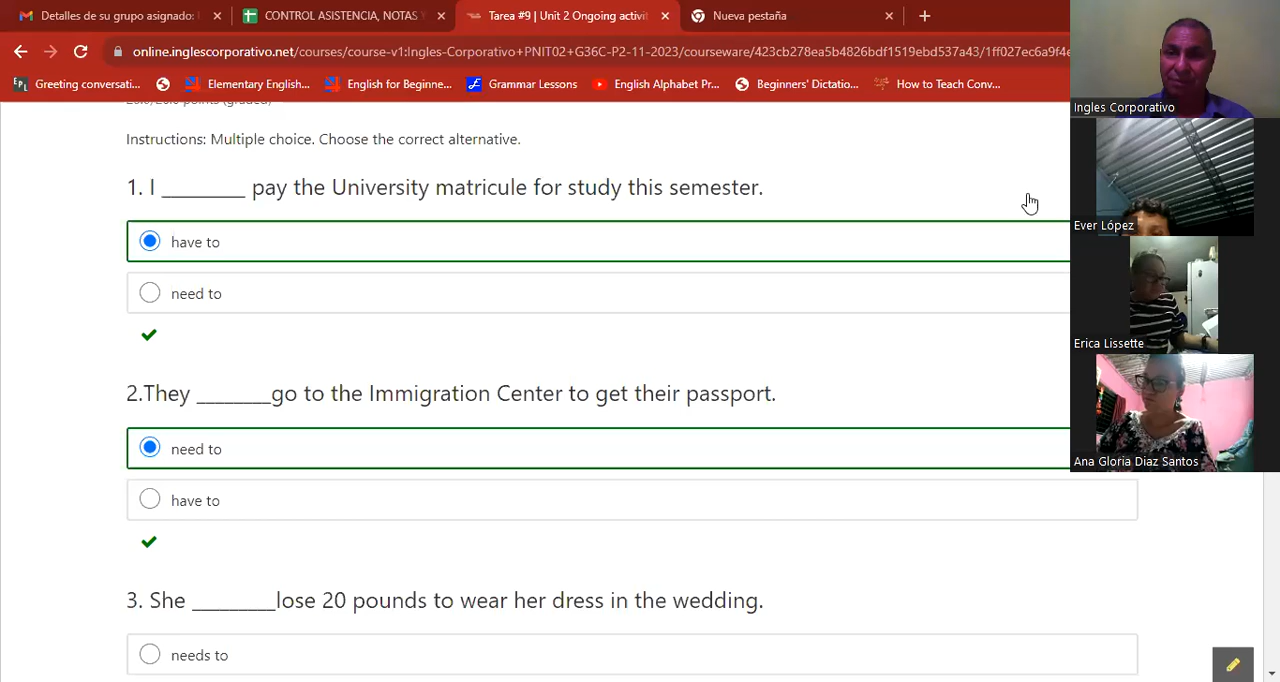 Detalles de su grupo asignado:
CONTROL ASISTENCIA, NOTAS Y
Tarea #9 | Unit 2 Ongoing activit
Nueva pestaña
online.inglescorporativo.net/courses/course-v1:Ingles-Corporativo+PNIT02+G36C-P2-11-2023/courseware/423cb278ea5b4826bdf1519ebd537a43/1ff027ec6a9f4e
Greeting conversati...
Elementary English...
English for Beginne...
Grammar Lessons
English Alphabet Pr...
Beginners' Dictatio...
How to Teach Conv...
Instructions: Multiple choice. Choose the correct alternative.
1. I _________ pay the University matricule for study this semester.
have to
need to
2.They ________go to the Immigration Center to get their passport.
need to
have to
3. She _________lose 20 pounds to wear her dress in the wedding.
needs to
Ingles Corporativo
Ever López
Erica Lissette
Ana Gloria Diaz Santos